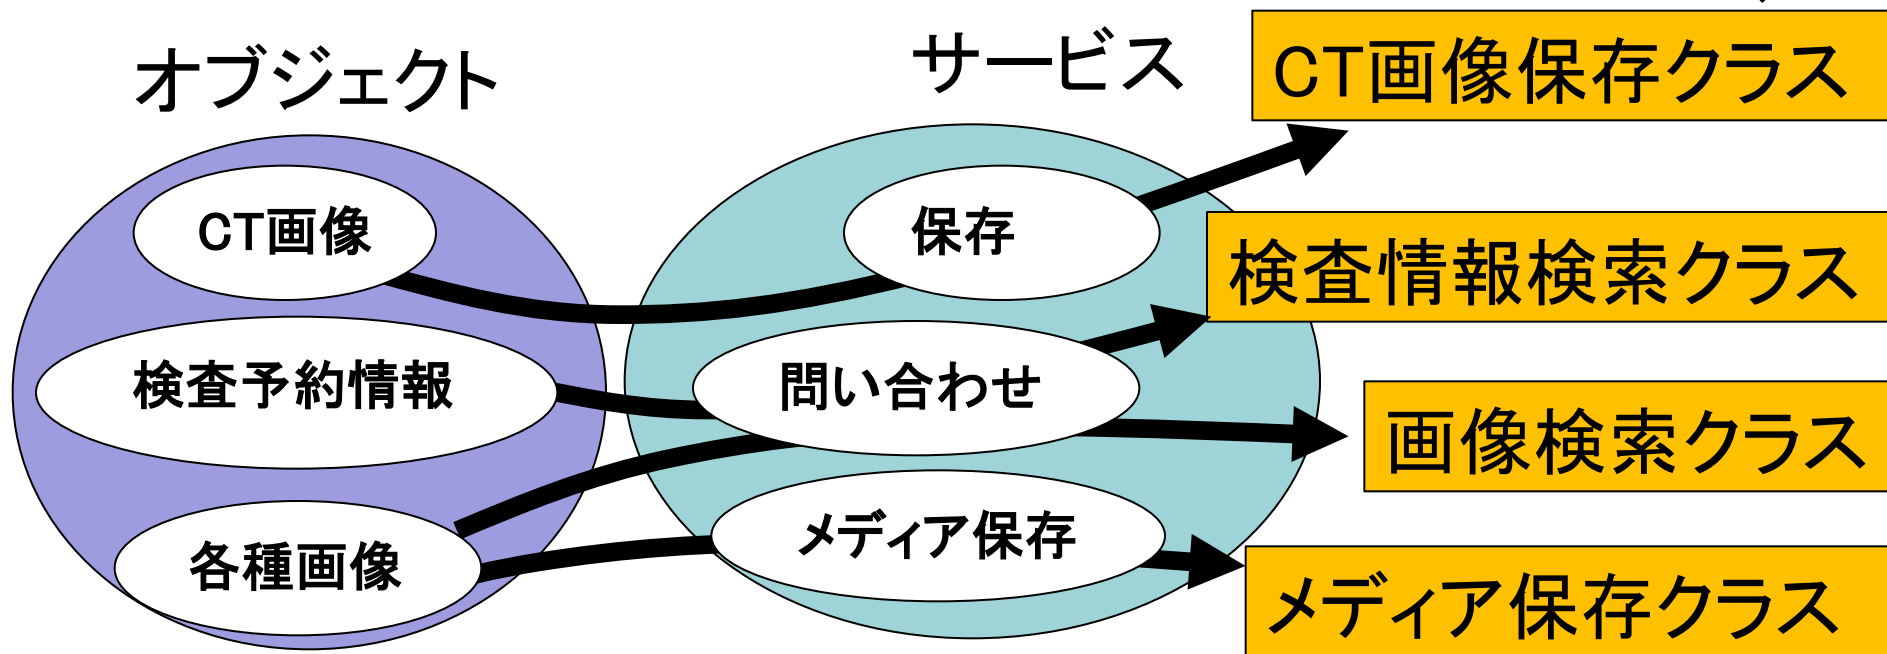 オブジェクト
サービス
CT画像保存クラス
CT画像
保存
検査情報検索クラス
検査予約情報
問い合わせ
画像検索クラス
各種画像
メディア保存
メディア保存クラス